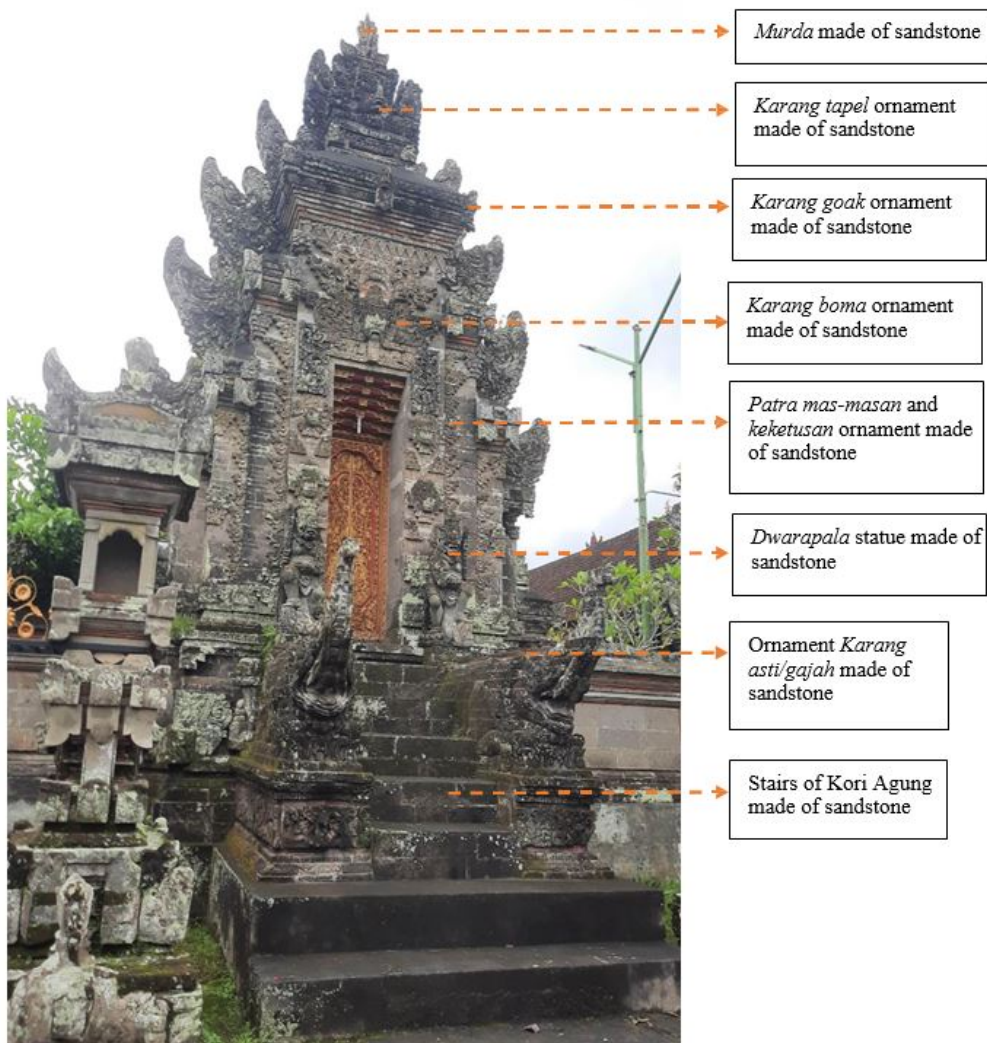 Murda made of sandstone
Karang tapel ornament
made of sandstone
Karang goak ornament
made of sandstone
Karang boma ornament
made of sandstone
Patra mas-masan and
keketusan ornament made
of sandstone
Dwarapala statue made of
sandstone
Ornament Karang
asti/gajah made of
sandstone
Stairs of Kori Agung
made of sandstone